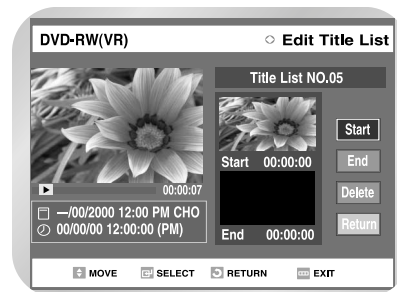 DVD-RW(VR)
Edit Title List
Title List NO.05
Start 00:00:00
00:00:07
—/00/2000 12:00 PM CHO
00/00/00 12:00:00 (PM)
End 00:00:00
Start
End
Delete
Return
MOVE SELECT RETURN EXIT